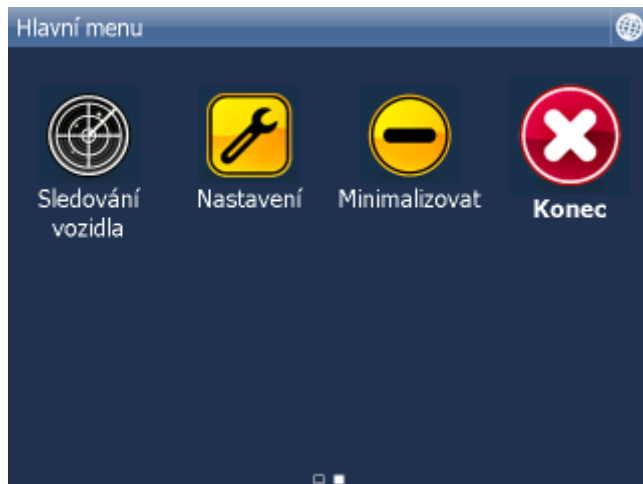 Hlavní menu
Sledování
vozidla
Nastavení
Minimalizovat
Konec